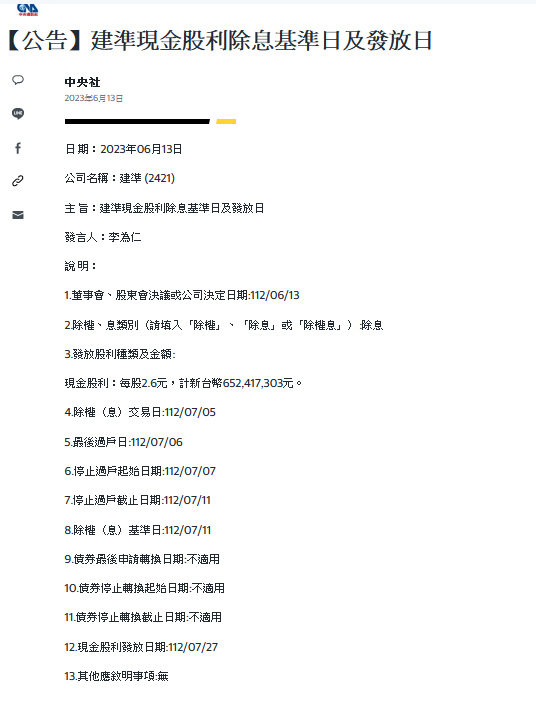 CNA
中央通訊社
【公告】建準現金股利除息基準日及發放日
中央社
2023年6月13日
LINE
日 期：2023年06月13日
公司名稱：建準 (2421)
主 旨：建準現金股利除息基準日及發放日
發言人：李為仁
說 明：
1.董事會、股東會決議或公司決定日期:112/06/13
2.除權、息類別（請填入「除權」、「除息」或「除權息」）:除息
3.發放股利種類及金額:
現金股利：每股2.6元，計新台幣652,417,303元。
4.除權（息）交易日:112/07/05
5.最後過戶日:112/07/06
6.停止過戶起始日期:112/07/07
7.停止過戶截止日期:112/07/11
8.除權（息）基準日:112/07/11
9.債券最後申請轉換日期:不適用
10.債券停止轉換起始日期:不適用
11.債券停止轉換截止日期:不適用
12.現金股利發放日期:112/07/27
13.其他應敘明事項:無